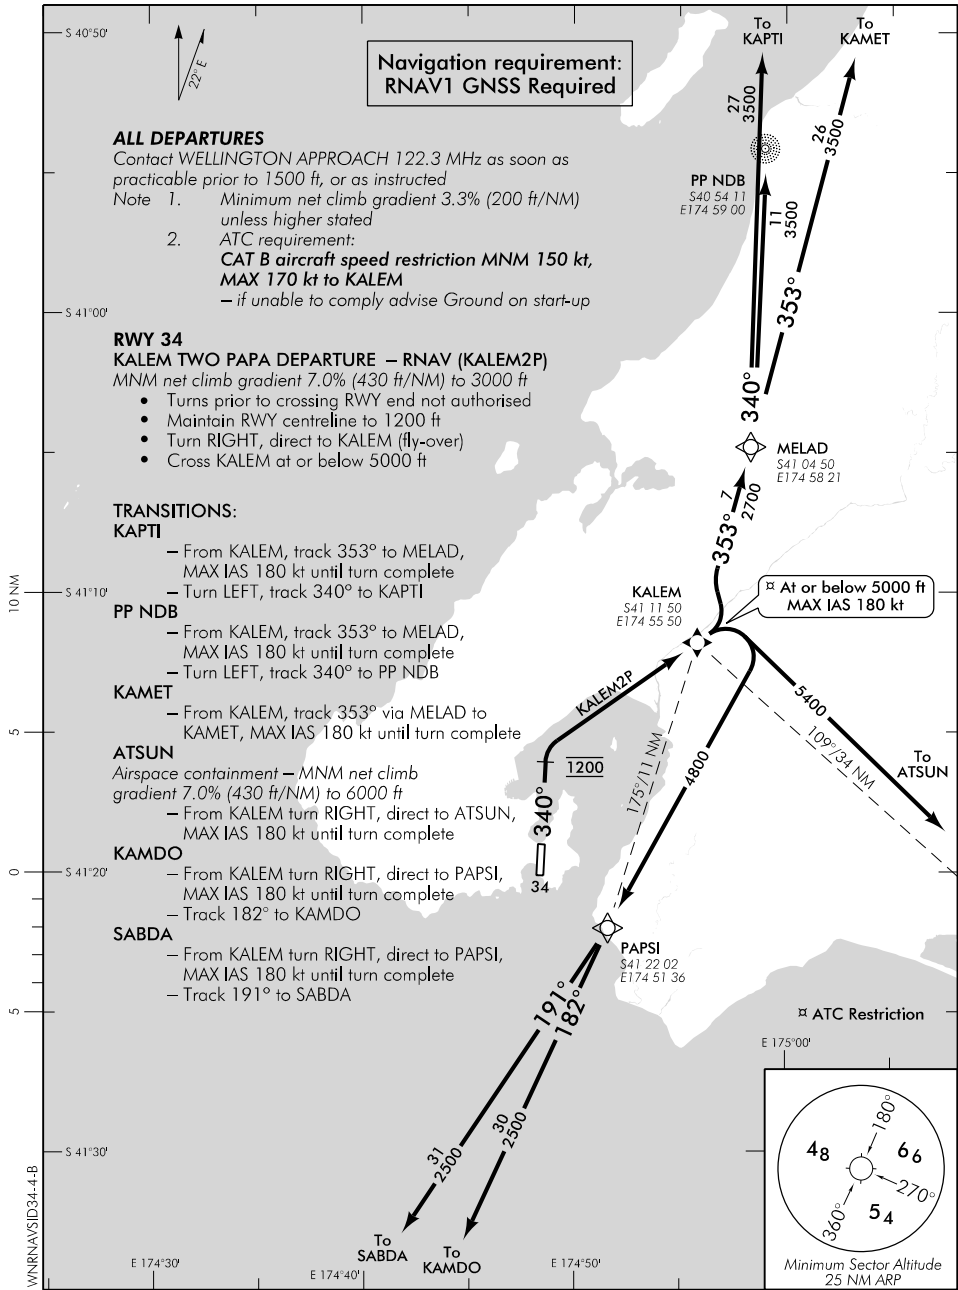 S 40°50'
22° E
Navigation requirement:
RNAV1 GNSS Required
To
KAPTI
To
KAMET
27
3500
26
3500
ALL DEPARTURES
Contact WELLINGTON APPROACH 122.3 MHz as soon as
practicable prior to 1500 ft, or as instructed
Note 1. Minimum net climb gradient 3.3% (200 ft/NM)
unless higher stated
2. ATC requirement:
CAT B aircraft speed restriction MNM 150 kt,
MAX 170 kt to KALEM
– if unable to comply advise Ground on start-up
PP NDB
S40 54 11
E174 59 00
11
3500
353°
340°
S 41°00'
RWY 34
KALEM TWO PAPA DEPARTURE – RNAV (KALEM2P)
MNM net climb gradient 7.0% (430 ft/NM) to 3000 ft
• Turns prior to crossing RWY end not authorised
• Maintain RWY centreline to 1200 ft
• Turn RIGHT, direct to KALEM (fly-over)
• Cross KALEM at or below 5000 ft
MELAD
S41 04 50
E174 58 21
353°
7
2700
TRANSITIONS:
KAPTI
– From KALEM, track 353° to MELAD,
MAX IAS 180 kt until turn complete
– Turn LEFT, track 340° to KAPTI
PP NDB
– From KALEM, track 353° to MELAD,
MAX IAS 180 kt until turn complete
– Turn LEFT, track 340° to PP NDB
KAMET
– From KALEM, track 353° via MELAD to
KAMET, MAX IAS 180 kt until turn complete
ATSUN
Airspace containment – MNM net climb
gradient 7.0% (430 ft/NM) to 6000 ft
– From KALEM turn RIGHT, direct to ATSUN,
MAX IAS 180 kt until turn complete
KAMDO
– From KALEM turn RIGHT, direct to PAPSI,
MAX IAS 180 kt until turn complete
– Track 182° to KAMDO
SABDA
– From KALEM turn RIGHT, direct to PAPSI,
MAX IAS 180 kt until turn complete
– Track 191° to SABDA
10 NM
S 41°10'
5
0
S 41°20'
5
S 41°30'
KALEM
S41 11 50
E174 55 50
¤ At or below 5000 ft
MAX IAS 180 kt
KALEM2P
1200
340°
34
175°/11 NM
4800
5400
109°/34 NM
To
ATSUN
PAPSI
S41 22 02
E174 51 36
191°
182°
¤ ATC Restriction
E 175°00'
31
2500
30
2500
To
SABDA
To
KAMDO
E 174°30'
E 174°40'
E 174°50'
180°
48
66
270°
360°
54
Minimum Sector Altitude
25 NM ARP
WNRNAVSID34-4-B